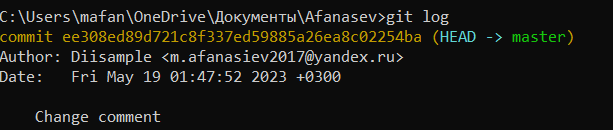 C:\Users\mafan\OneDrive\Документы\Afanasev>git log
commit ee308ed89d721c8f337ed59885a26ea8c02254ba (HEAD -> master)
Author: Diisample <m.afanasiev2017@yandex.ru>
Date:   Fri May 19 01:47:52 2023 +0300
    Change comment